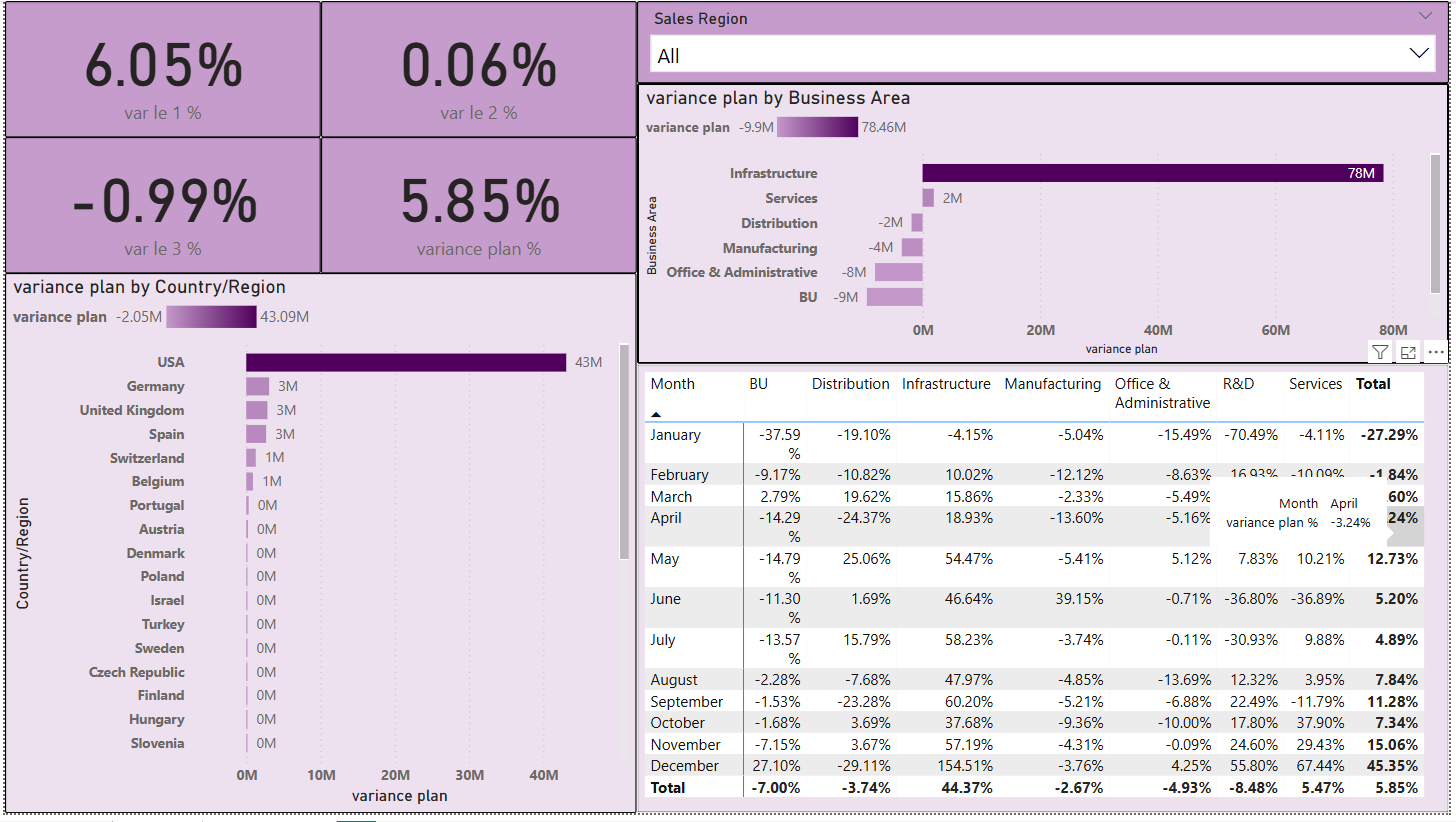 6.05%
var le 1 %
0.06%
var le 2 %
-0.99%
var le 3 %
5.85%
variance plan %
Sales Region
All
variance plan by Business Area
variance plan -9.9M 78.46M
Business Area
Infrastructure 78M
Services 2M
Distribution -2M
Manufacturing -4M
Office & Administrative -8M
BU -9M
0M 20M 40M 60M 80M
variance plan
variance plan by Country/Region
variance plan -2.05M 43.09M
Country/Region
USA 43M
Germany 3M
United Kingdom 3M
Spain 3M
Switzerland 1M
Belgium 1M
Portugal 0M
Austria 0M
Denmark 0M
Poland 0M
Israel 0M
Turkey 0M
Sweden 0M
Czech Republic 0M
Finland 0M
Hungary 0M
Slovenia 0M
0M 10M 20M 30M 40M
variance plan
Month BU Distribution Infrastructure Manufacturing Office & R&D Services Total
Administrative
January -37.59 -19.10% -4.15% -5.04% -15.49% -70.49% -4.11% -27.29%
%
February -9.17% -10.82% 10.02% -12.12% -8.63% 16.93% -10.09% -1.84%
March 2.79% 19.62% 15.86% -2.33% -5.49% 60%
April -14.29 -24.37% 18.93% -13.60% -5.16% 24%
%
Month April
variance plan % -3.24%
May -14.79 25.06% 54.47% -5.41% 5.12% 7.83% 10.21% 12.73%
%
June -11.30 1.69% 46.64% 39.15% -0.71% -36.80% -36.89% 5.20%
%
July -13.57 15.79% 58.23% -3.74% -0.11% -30.93% 9.88% 4.89%
%
August -2.28% -7.68% 47.97% -4.85% -13.69% 12.32% 3.95% 7.84%
September -1.53% -23.28% 60.20% -5.21% -6.88% 22.49% -11.79% 11.28%
October -1.68% 3.69% 37.68% -9.36% -10.00% 17.80% 37.90% 7.34%
November -7.15% 3.67% 57.19% -4.31% -0.09% 24.60% 29.43% 15.06%
December 27.10% -29.11% 154.51% -3.76% 4.25% 55.80% 67.44% 45.35%
Total -7.00% -3.74% 44.37% -2.67% -4.93% -8.48% 5.47% 5.85%